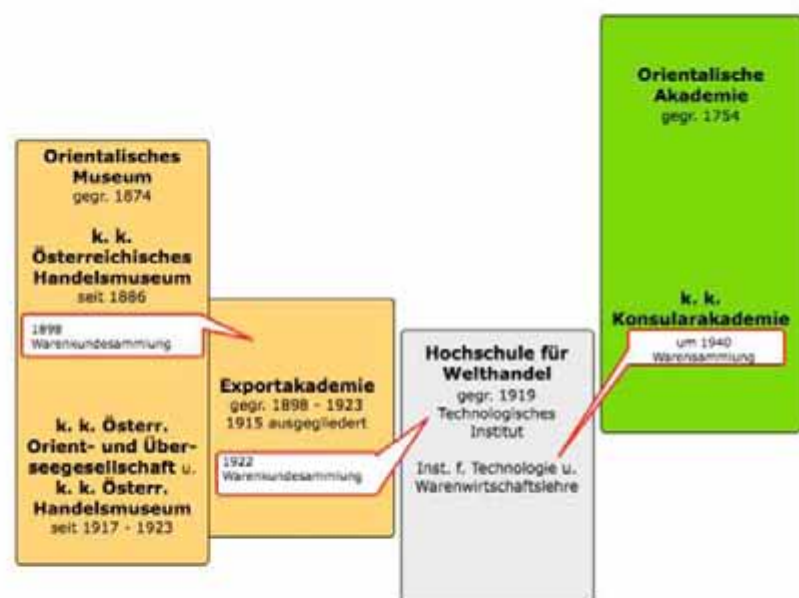 Orientalisches
Museum
gegr. 1874
k. k.
Österreichisches
Handelsmuseum
seit 1886
1898
Warenkundesammlung
k. k. Österr.
Orient- und Über-
seegesellschaft u.
k. k. Österr.
Handelsmuseum
seit 1917 - 1923
Exportakademie
gegr. 1898 - 1923
1915 ausgegliedert
1922
Warenkundesammlung
Hochschule für
Welthandel
gegr. 1919
Technologisches
Institut
Inst. f. Technologie u.
Warenwirtschaftslehre
Orientalische
Akademie
gegr. 1754
k. k.
Konsularakademie
um 1940
Warensammlung